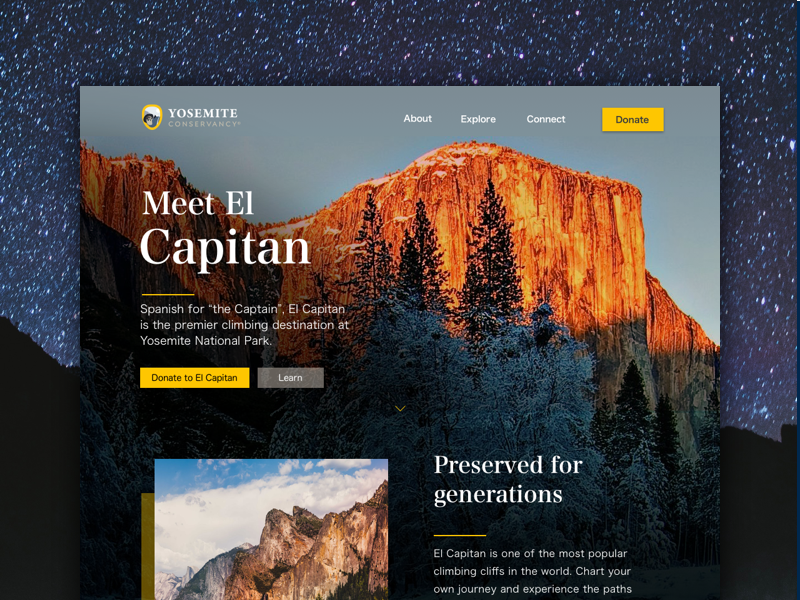 YOSEMITE
CONSERVANCY®
About
Explore
Connect
Donate
Meet El
Capitan
Spanish for “the Captain”, El Capitan
is the premier climbing destination at
Yosemite National Park.
Donate to El Capitan
Learn
Preserved for
generations
El Capitan is one of the most popular
climbing cliffs in the world. Chart your
own journey and experience the paths